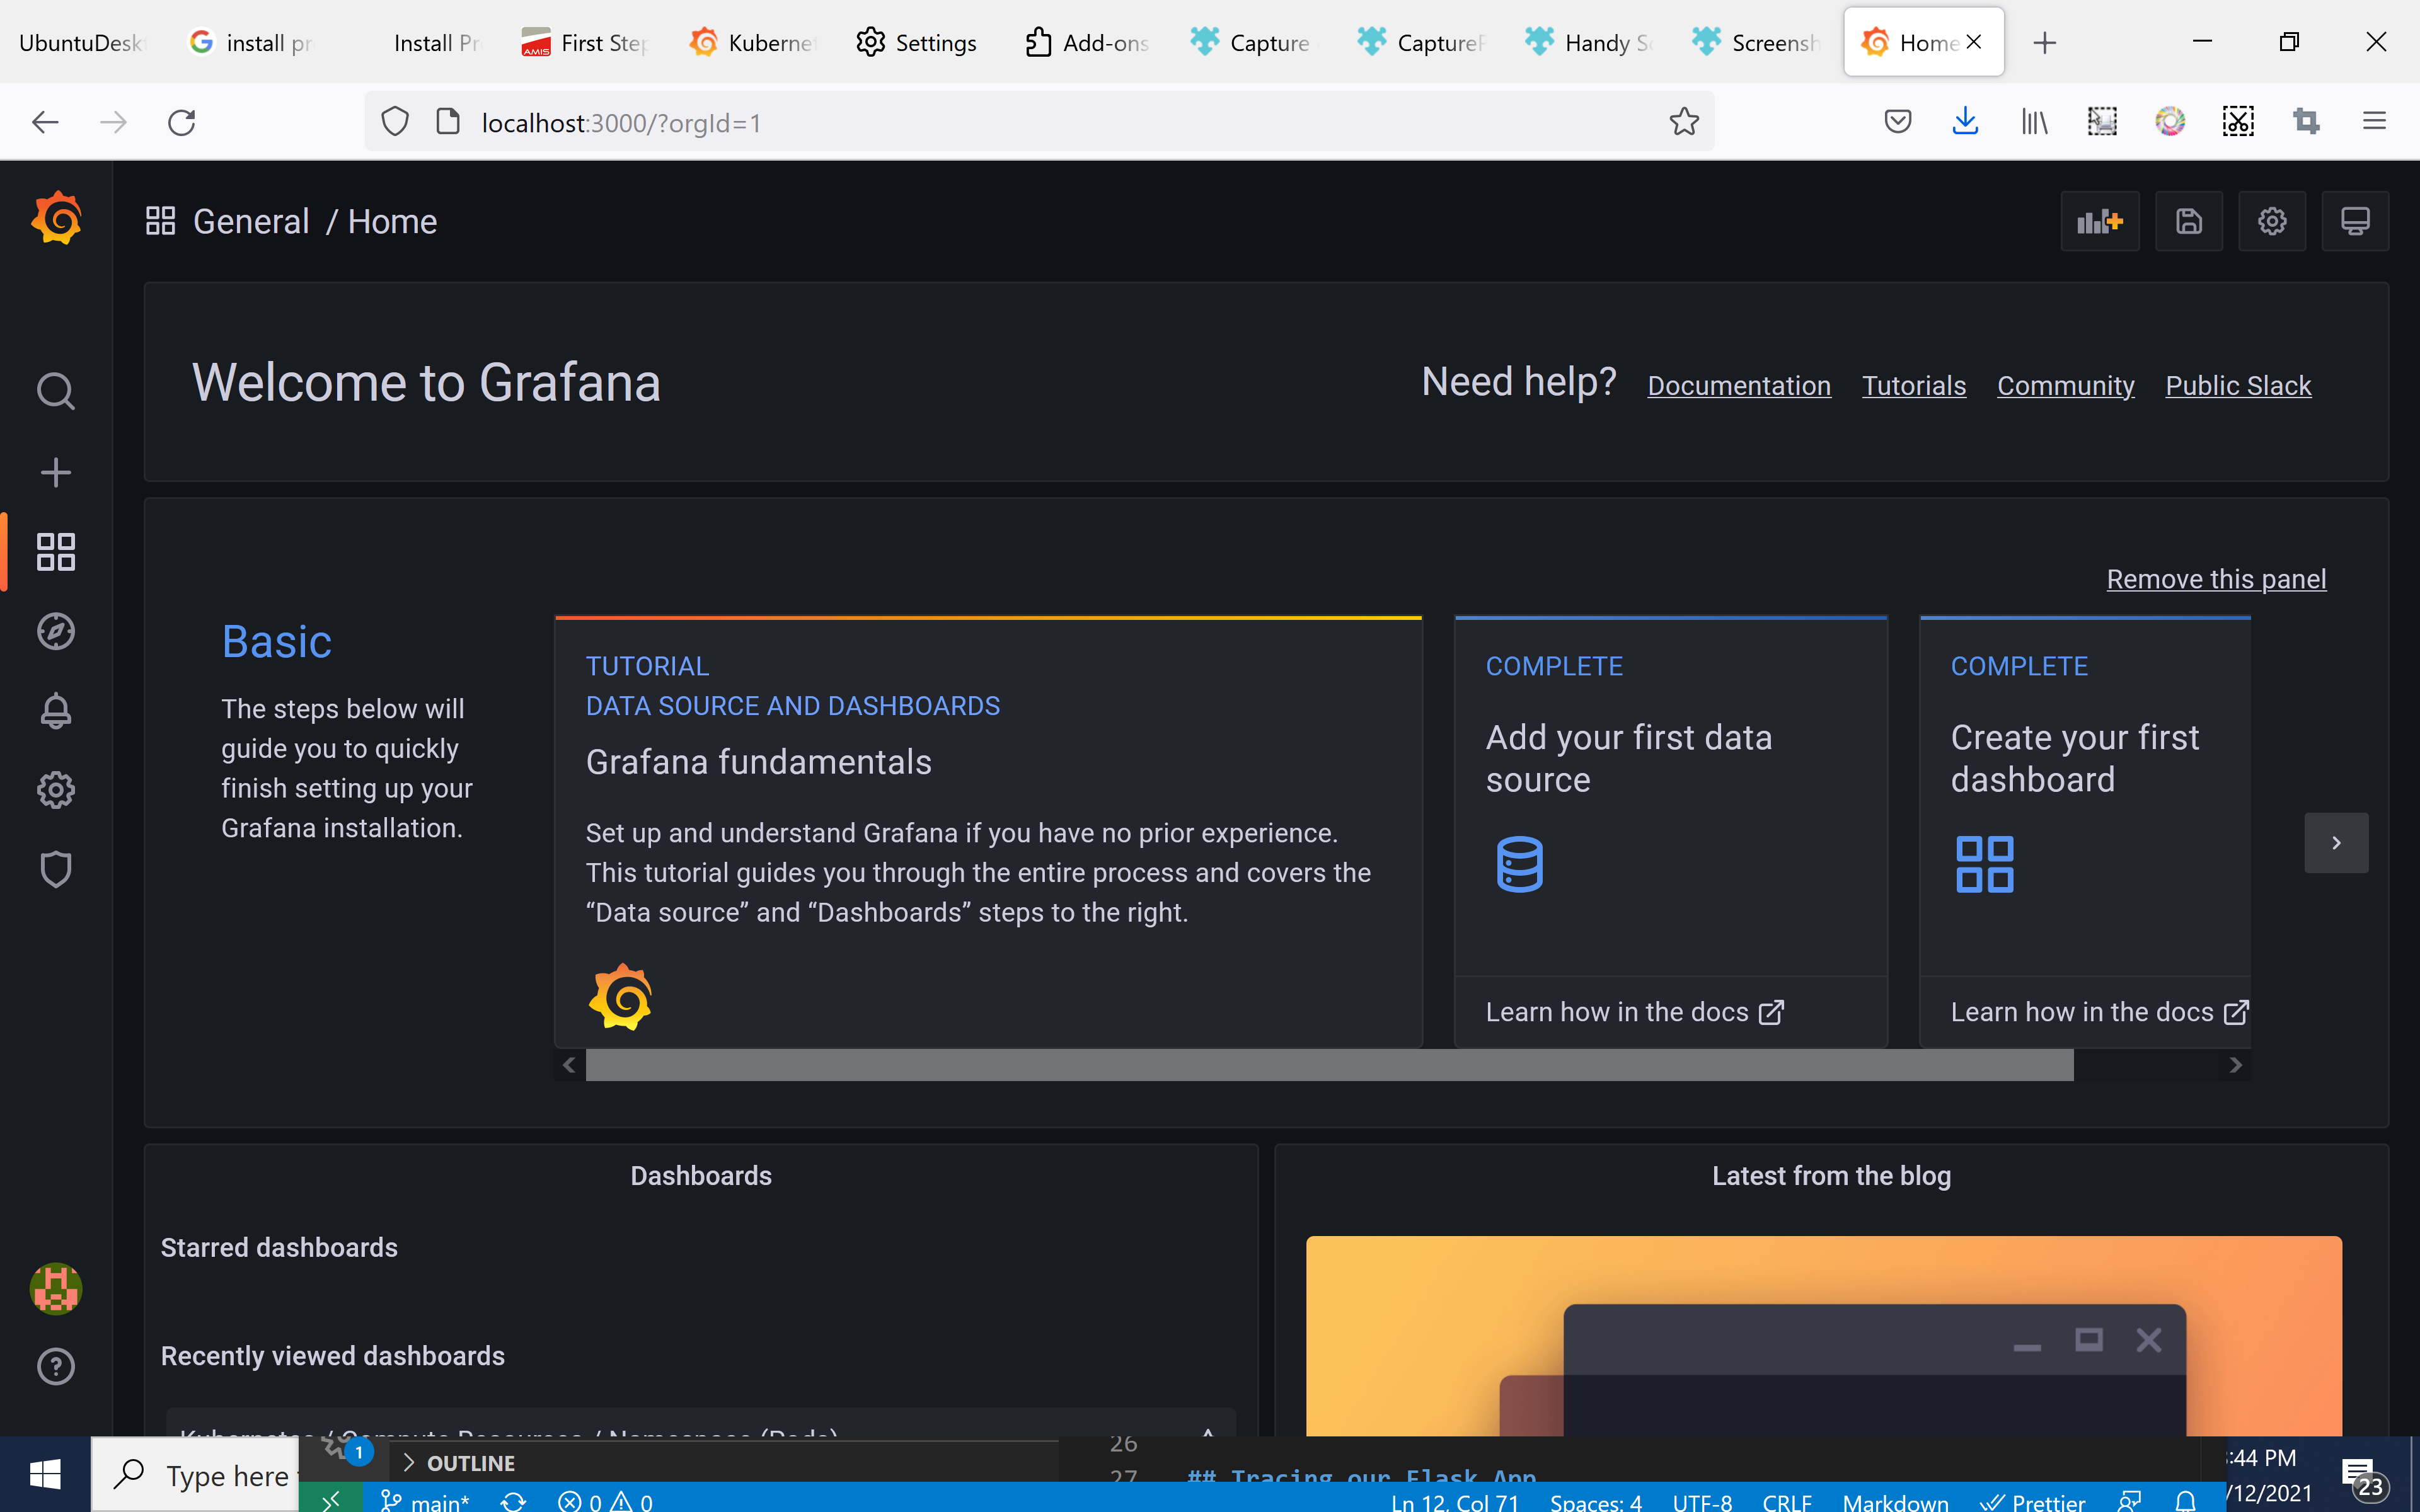 UbuntuDesk
install pr
Install Pr
First Step
Kuberne
Settings
Add-ons
Capture
Capture
Handy S
Screensh
Home
localhost:3000/?orgId=1
General / Home
Welcome to Grafana
Need help? Documentation Tutorials Community Public Slack
Remove this panel
Basic
The steps below will
guide you to quickly
finish setting up your
Grafana installation.
TUTORIAL
DATA SOURCE AND DASHBOARDS
Grafana fundamentals
Set up and understand Grafana if you have no prior experience.
This tutorial guides you through the entire process and covers the
“Data source” and “Dashboards” steps to the right.
COMPLETE
Add your first data
source
Learn how in the docs
COMPLETE
Create your first
dashboard
Learn how in the docs
Dashboards
Starred dashboards
Recently viewed dashboards
Kubernetes / Compute Resources / Namespace (Pods)
Latest from the blog
Type here
1
OUTLINE
26
27 ## Tracing our Flask App
main* 0 0
Ln 12, Col 71 Spaces: 4 UTF-8 CRLF Markdown Prettier
:44 PM
/12/2021
23